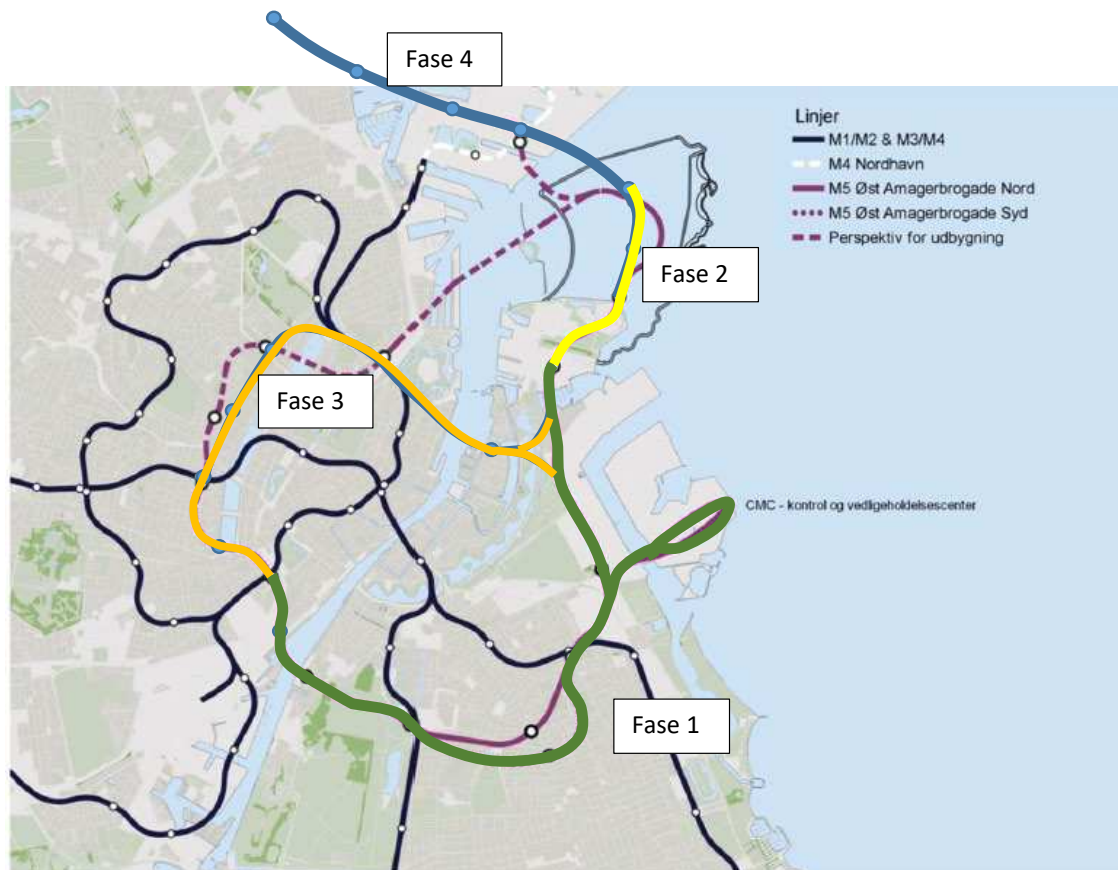 Fase 4
Linjer
M1/M2 & M3/M4
M4 Nordhavn
M5 Øst Amagerbrogade Nord
M5 Øst Amagerbrogade Syd
Perspektiv for udbygning
Fase 2
Fase 3
CMC - kontrol og vedligeholdelsescenter
Fase 1